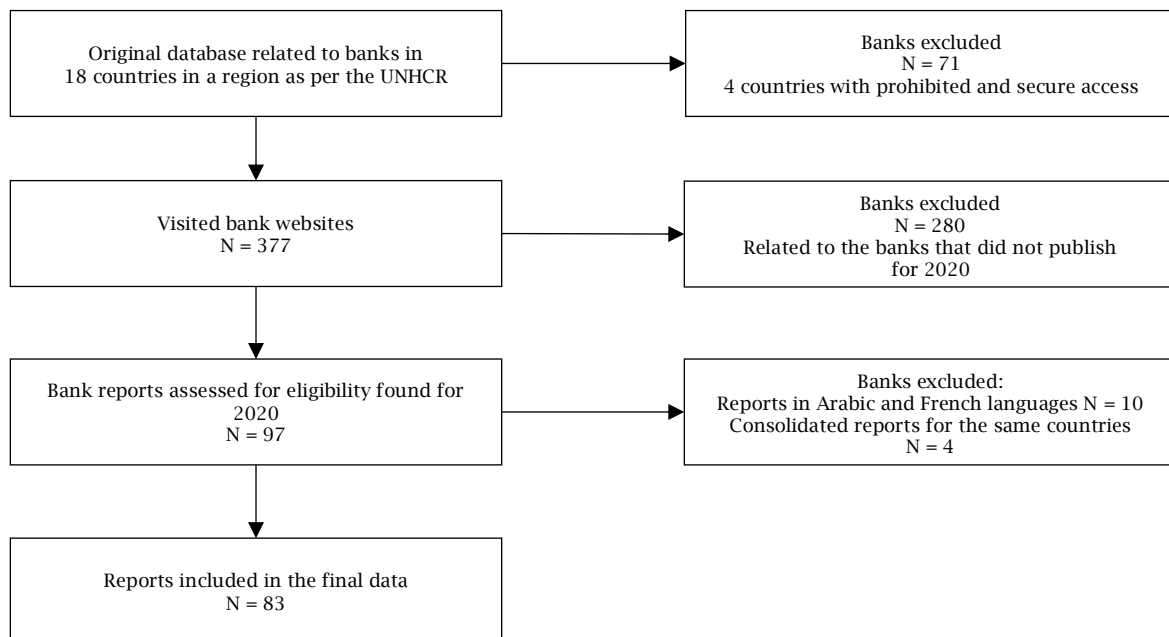 Original database related to banks in
18 countries in a region as per the UNHCR
Banks excluded
N = 71
4 countries with prohibited and secure access
Visited bank websites
N = 377
Banks excluded
N = 280
Related to the banks that did not publish
for 2020
Bank reports assessed for eligibility found for
2020
N = 97
Banks excluded:
Reports in Arabic and French languages N = 10
Consolidated reports for the same countries
N = 4
Reports included in the final data
N = 83